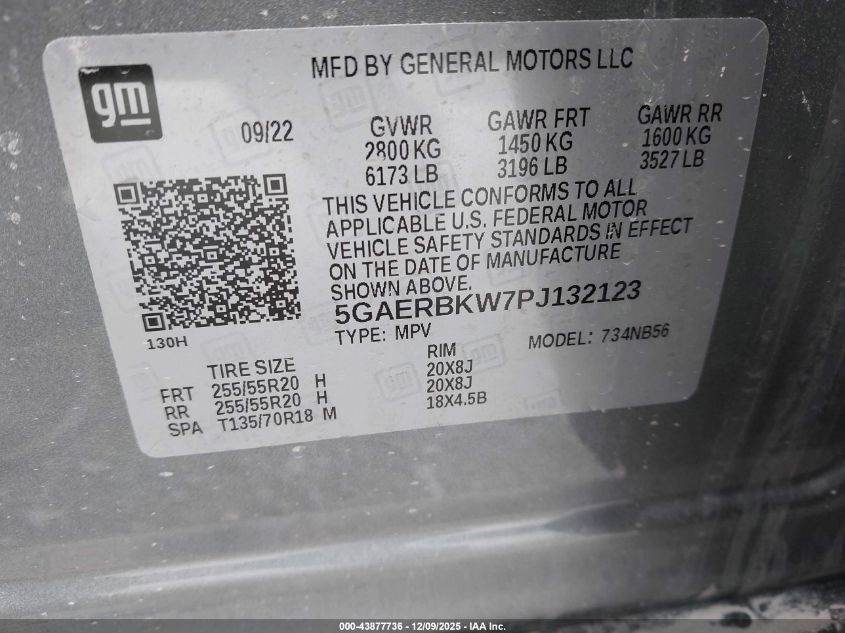 gm
MFD BY GENERAL MOTORS LLC
09/22
GVWR
2800 KG
6173 LB
GAWR FRT
1450 KG
3196 LB
GAWR RR
1600 KG
3527 LB
THIS VEHICLE CONFORMS TO ALL
APPLICABLE U.S. FEDERAL MOTOR
VEHICLE SAFETY STANDARDS IN EFFECT
ON THE DATE OF MANUFACTURE
SHOWN ABOVE.
5GAERBKW7PJ132123
130H
TYPE: MPV
MODEL: 734NB56
TIRE SIZE
RIM
FRT 255/55R20 H 20X8J
RR 255/55R20 H 20X8J
SPA T135/70R18 M 18X4.5B
000-43877736 - 12/09/2025 - IAA Inc.